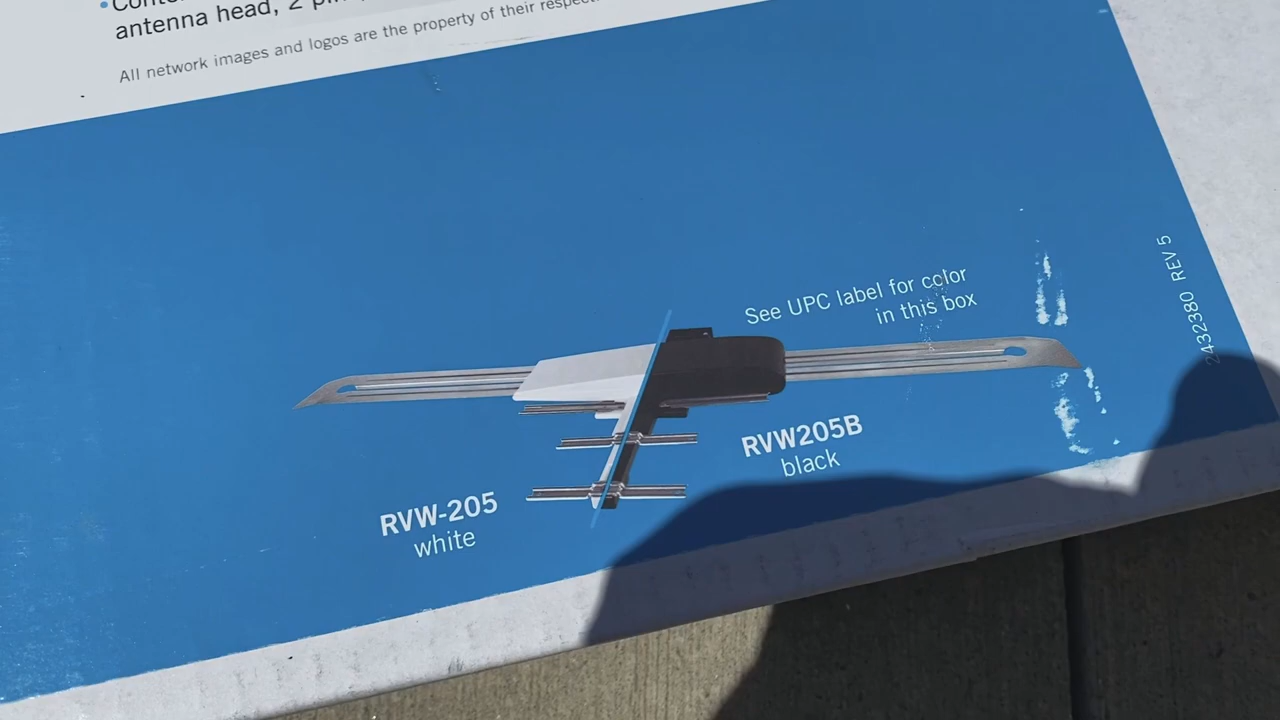 antenna head, 2
All network images and logos are the property of their
See UPC label for color
in this box
RVW205B
black
RVW-205
white
2432380 REV 5